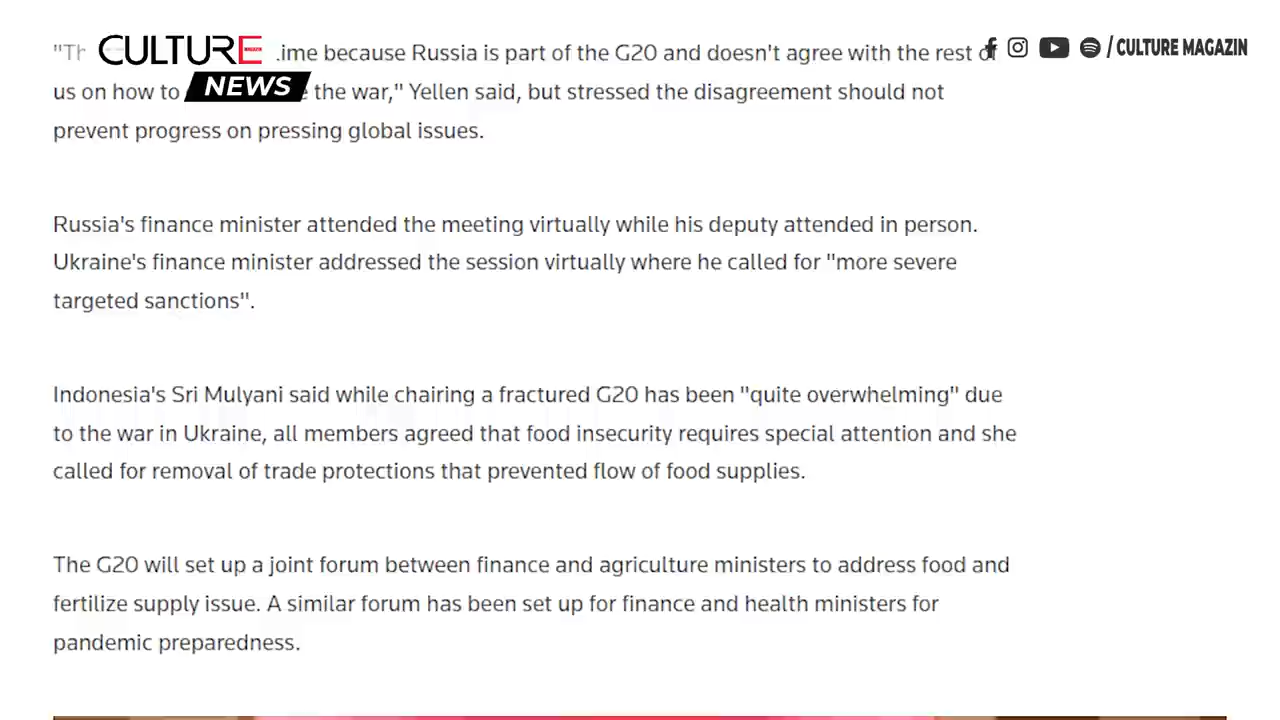 CULTURE
NEWS
/ CULTURE MAGAZIN
"Th ime because Russia is part of the G20 and doesn't agree with the rest of
us on how to the war," Yellen said, but stressed the disagreement should not
prevent progress on pressing global issues.
Russia's finance minister attended the meeting virtually while his deputy attended in person.
Ukraine's finance minister addressed the session virtually where he called for "more severe
targeted sanctions".
Indonesia's Sri Mulyani said while chairing a fractured G20 has been "quite overwhelming" due
to the war in Ukraine, all members agreed that food insecurity requires special attention and she
called for removal of trade protections that prevented flow of food supplies.
The G20 will set up a joint forum between finance and agriculture ministers to address food and
fertilize supply issue. A similar forum has been set up for finance and health ministers for
pandemic preparedness.